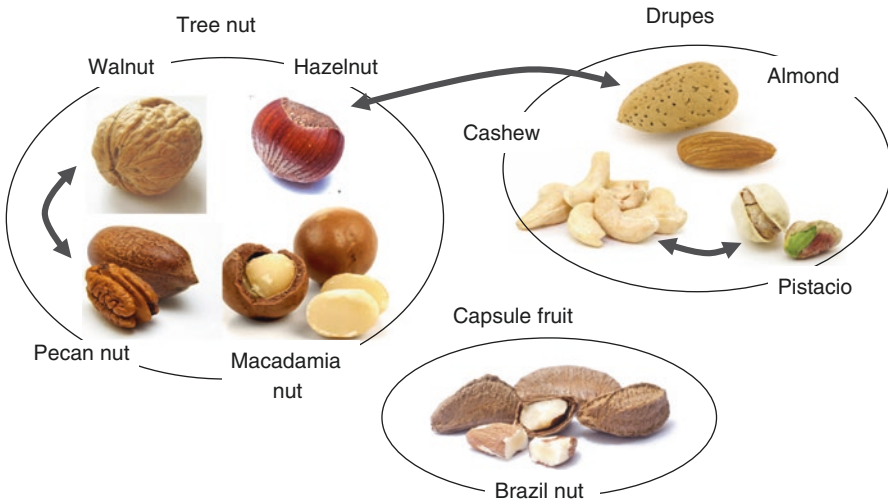 Tree nut
Walnut
Hazelnut
Pecan nut
Macadamia
nut
Drupes
Almond
Cashew
Pistacio
Capsule fruit
Brazil nut